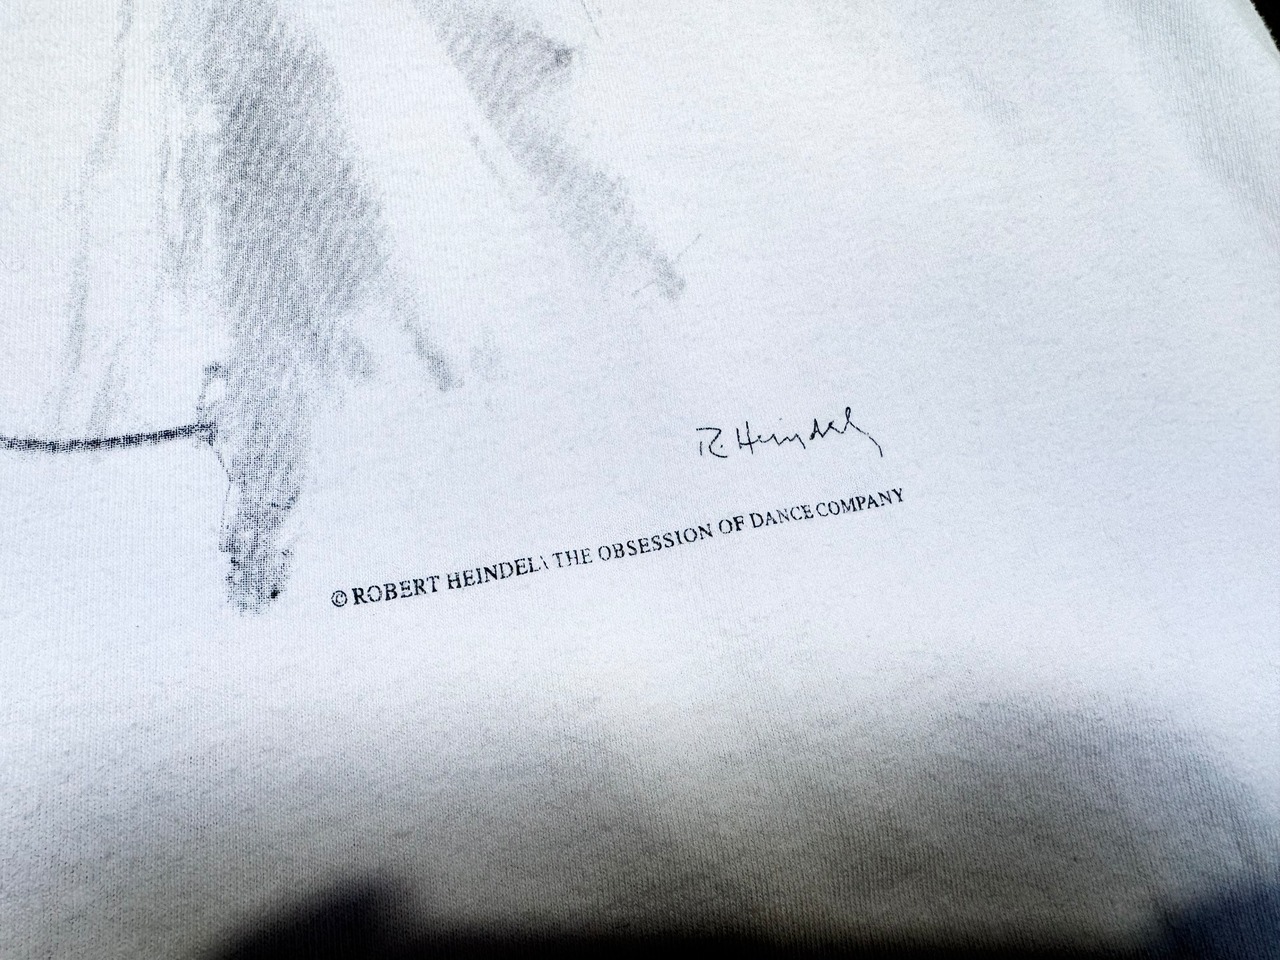 R. Heindel
© ROBERT HEINDEL\ THE OBSESSION OF DANCE COMPANY